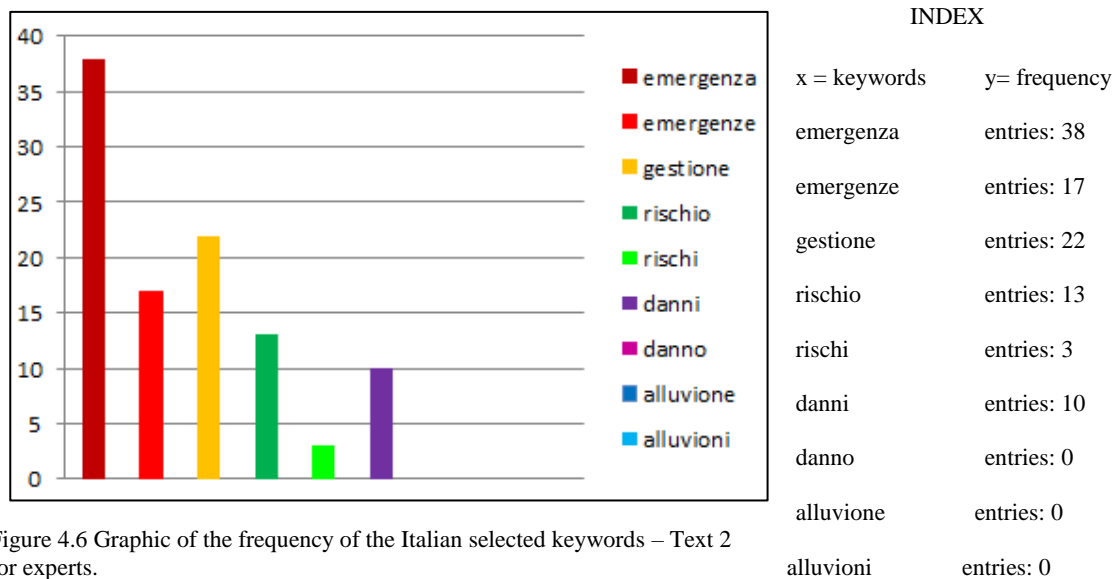 40
35
30
25
20
15
10
5
0
emergenza
emergenze
gestione
rischio
rischi
danni
danno
alluvione
alluvioni
INDEX
x = keywords y= frequency
emergenza entries: 38
emergenze entries: 17
gestione entries: 22
rischio entries: 13
rischi entries: 3
danni entries: 10
danno entries: 0
alluvione entries: 0
alluvioni entries: 0
Figure 4.6 Graphic of the frequency of the Italian selected keywords – Text 2
for experts.